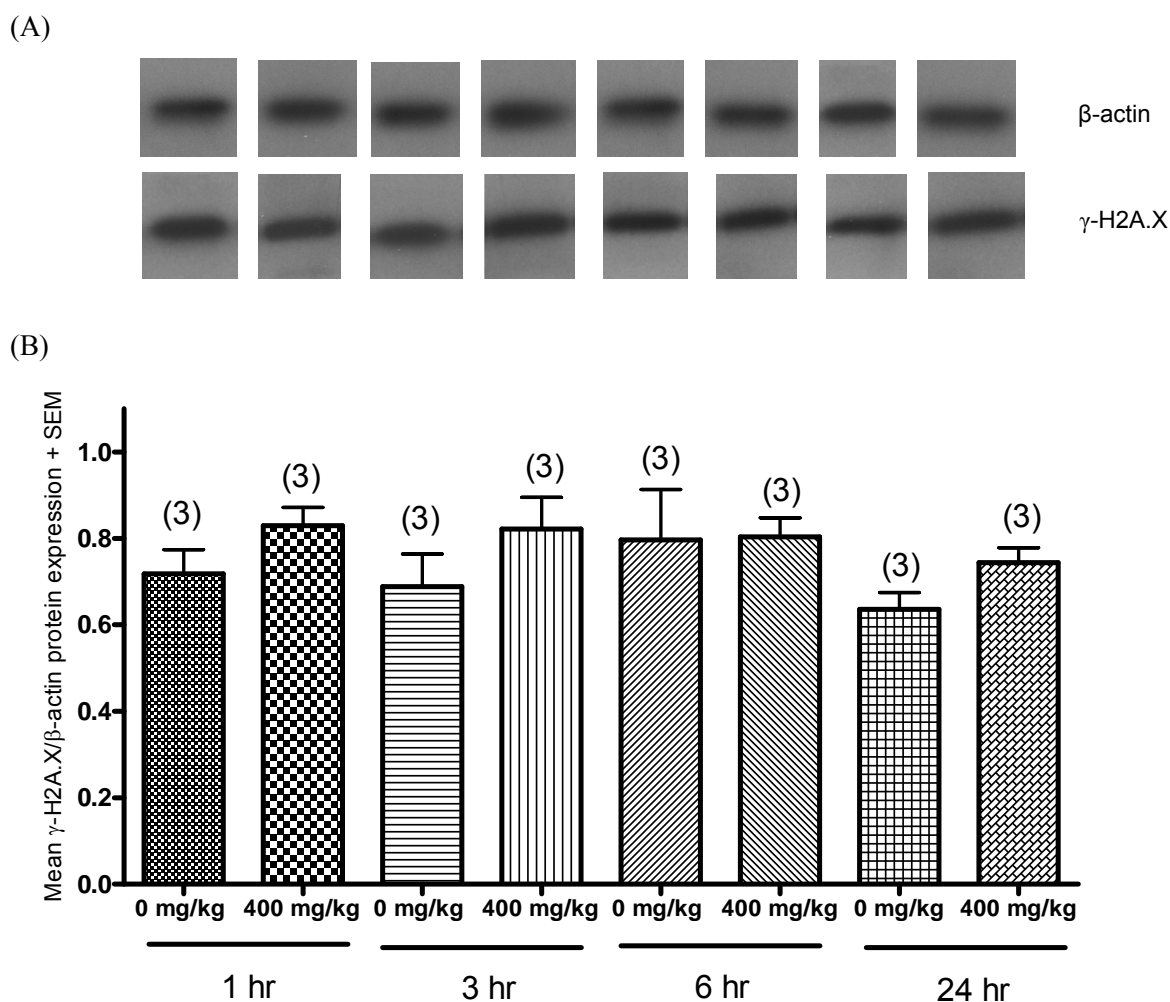 (A)
β-actin
γ-H2A.X
(B)
Mean γ-H2A.X/β-actin protein expression + SEM
1.0
0.8
0.6
0.4
0.2
0.0
(3) (3) (3) (3) (3) (3) (3) (3)
0 mg/kg 400 mg/kg 0 mg/kg 400 mg/kg 0 mg/kg 400 mg/kg 0 mg/kg 400 mg/kg
1 hr 3 hr 6 hr 24 hr